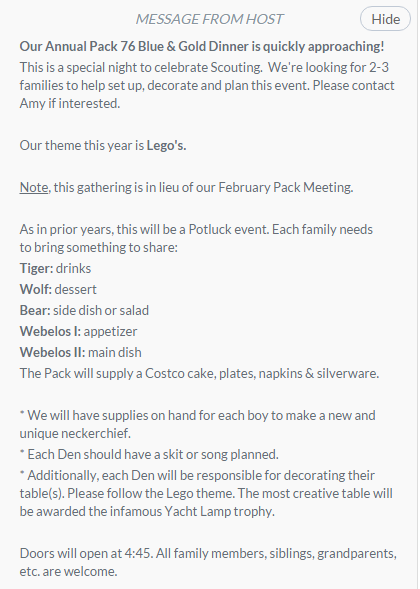 MESSAGE FROM HOST
Hide
Our Annual Pack 76 Blue & Gold Dinner is quickly approaching!
This is a special night to celebrate Scouting.  We're looking for 2-3
families to help set up, decorate and plan this event. Please contact
Amy if interested.
Our theme this year is Lego's.
Note, this gathering is in lieu of our February Pack Meeting.
As in prior years, this will be a Potluck event. Each family needs
to bring something to share:
Tiger: drinks
Wolf: dessert
Bear: side dish or salad
Webelos I: appetizer
Webelos II: main dish
The Pack will supply a Costco cake, plates, napkins & silverware.
* We will have supplies on hand for each boy to make a new and
unique neckerchief.
* Each Den should have a skit or song planned.
* Additionally, each Den will be responsible for decorating their
table(s). Please follow the Lego theme. The most creative table will
be awarded the infamous Yacht Lamp trophy.
Doors will open at 4:45. All family members, siblings, grandparents,
etc. are welcome.